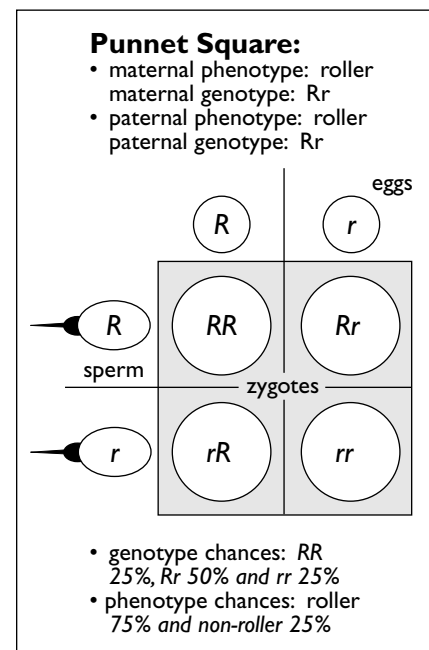 Punnet Square:
• maternal phenotype: roller
maternal genotype: Rr
• paternal phenotype: roller
paternal genotype: Rr
eggs
R r
R RR Rr
sperm
zygotes
r rR rr
• genotype chances: RR
25%, Rr 50% and rr 25%
• phenotype chances: roller
75% and non-roller 25%